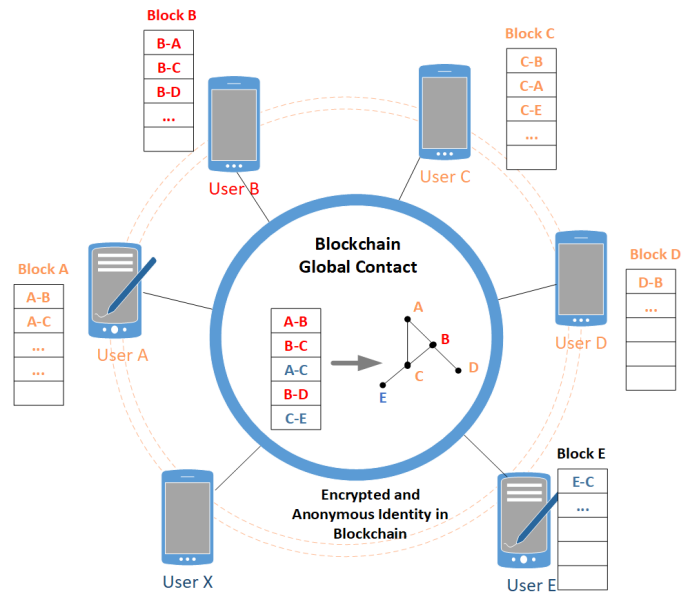 Block B
B-A
B-C
B-D
...
User B
Block C
C-B
C-A
C-E
...
User C
Block A
A-B
A-C
...
...
User A
Blockchain
Global Contact
A-B
B-C
A-C
B-D
C-E
A
B
C
D
E
Block D
D-B
...
User D
Encrypted and
Anonymous Identity in
Blockchain
User X
Block E
E-C
...
User E